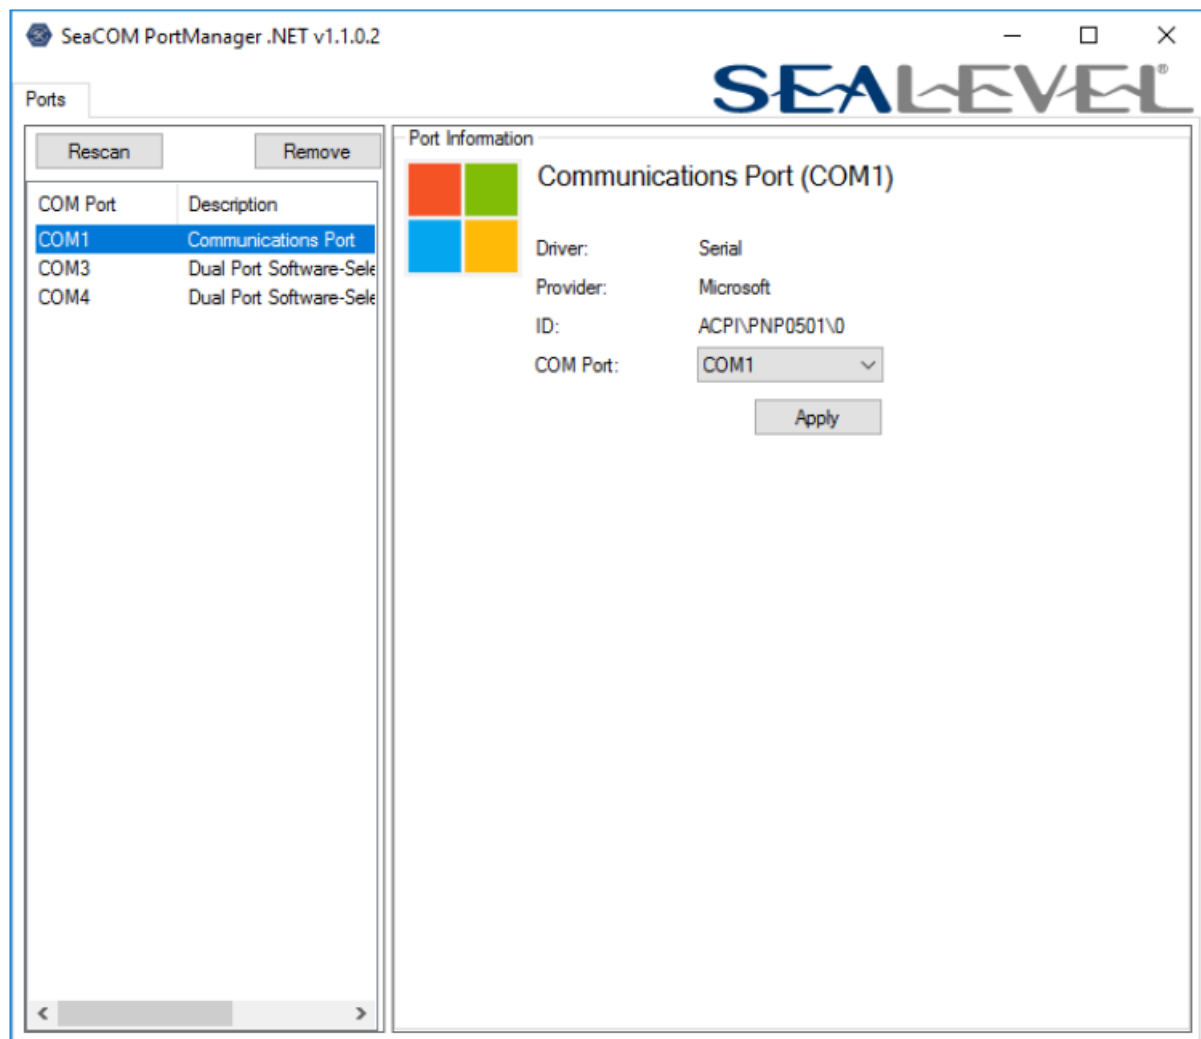 SeaCOM PortManager .NET v1.1.0.2
SEALEVEL®
Ports
Rescan Remove
COM Port Description
COM1 Communications Port
COM3 Dual Port Software-Sele
COM4 Dual Port Software-Sele
Port Information
Communications Port (COM1)
Driver: Serial
Provider: Microsoft
ID: ACPI\PNP0501\0
COM Port: COM1
Apply